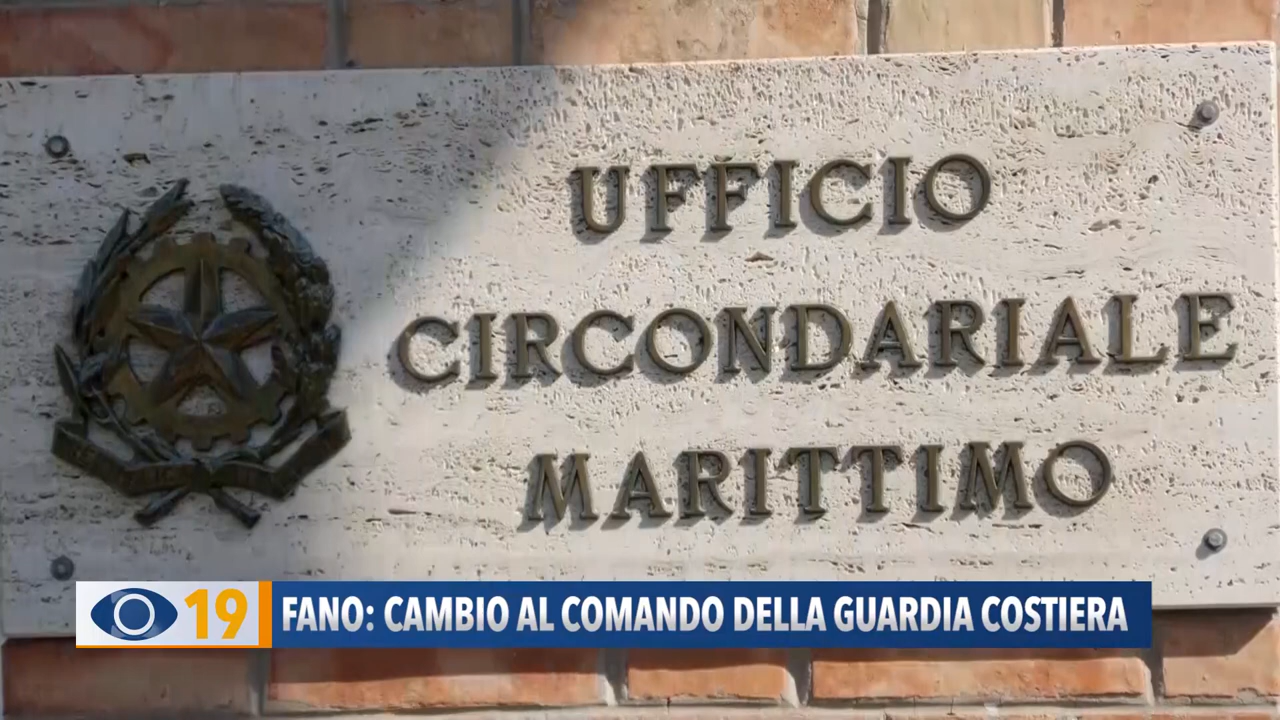 UFFICIO
CIRCONDARIALE
MARITTIMO
19
FANO: CAMBIO AL COMANDO DELLA GUARDIA COSTIERA